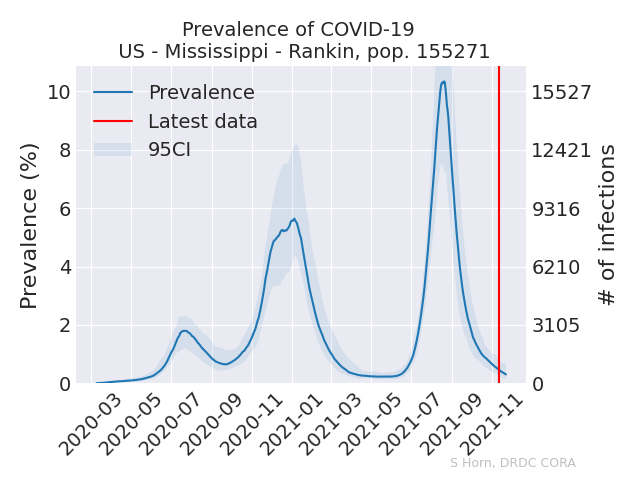 Prevalence of COVID-19
US - Mississippi - Rankin, pop. 155271
Prevalence
Latest data
95CI
Prevalence (%)
10
8
6
4
2
0
15527
12421
9316
6210
3105
0
# of infections
2020-03
2020-05
2020-07
2020-09
2020-11
2021-01
2021-03
2021-05
2021-07
2021-09
2021-11
S Horn, DRDC CORA